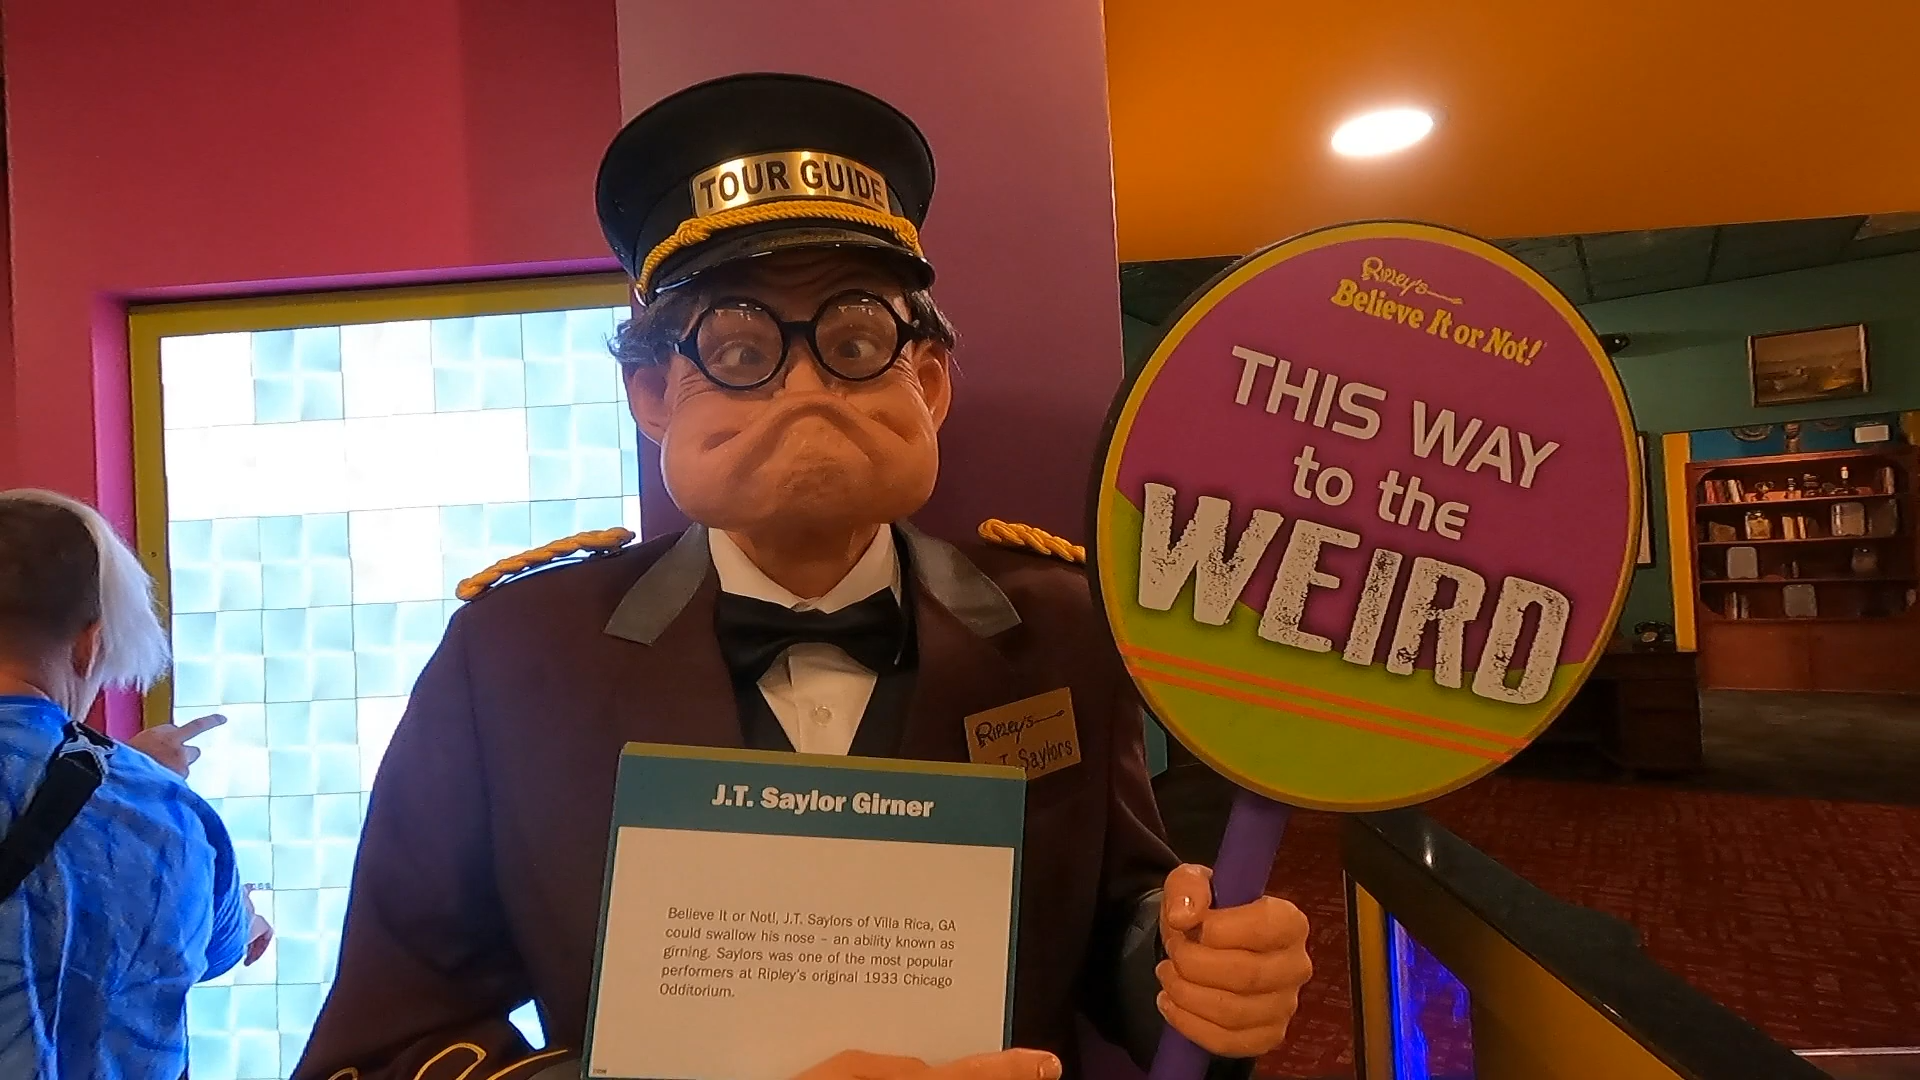 TOUR GUIDE
Ripley's
Believe It or Not!
THIS WAY
to the
WEIRD
Ripley's
T. Saylors
J.T. Saylor Girner
Believe It or Not!, J.T. Saylors of Villa Rica, GA
could swallow his nose – an ability known as
girning. Saylors was one of the most popular
performers at Ripley's original 1933 Chicago
Odditorium.